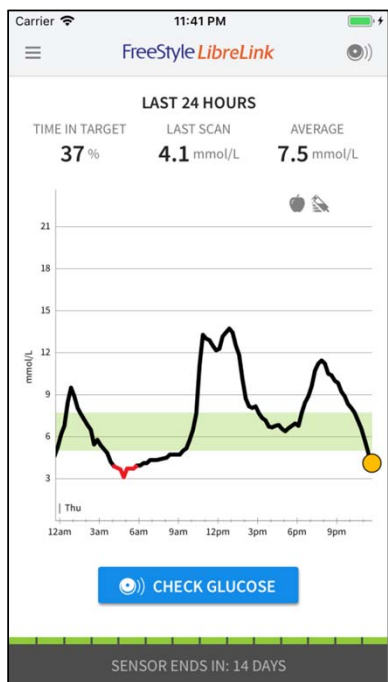 Carrier 11:41 PM
FreeStyle LibreLink
LAST 24 HOURS
TIME IN TARGET LAST SCAN AVERAGE
37 % 4.1 mmol/L 7.5 mmol/L
21
18
15
12
9
6
3
mmol/L
Thu
12am 3am 6am 9am 12pm 3pm 6pm 9pm
CHECK GLUCOSE
SENSOR ENDS IN: 14 DAYS